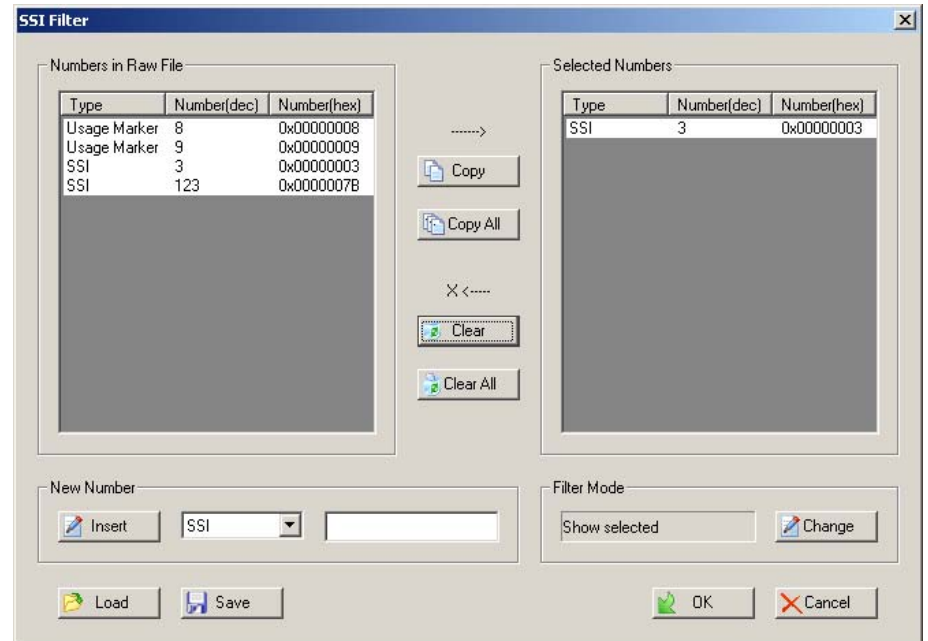 SSI Filter
Numbers in Raw File
Type Number(dec) Number(hex)
Usage Marker 8 0x00000008
Usage Marker 9 0x00000009
SSI 3 0x00000003
SSI 123 0x0000007B
------->
Copy
Copy All
X <-----
Clear
Clear All
Selected Numbers
Type Number(dec) Number(hex)
SSI 3 0x00000003
New Number
Insert SSI
Filter Mode
Show selected Change
Load Save OK Cancel